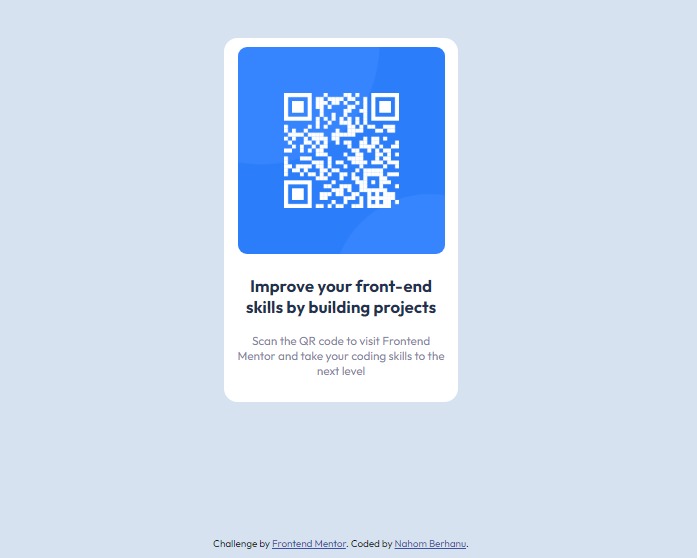 Improve your front-end
skills by building projects
Scan the QR code to visit Frontend
Mentor and take your coding skills to the
next level
Challenge by Frontend Mentor. Coded by Nahom Berhanu.